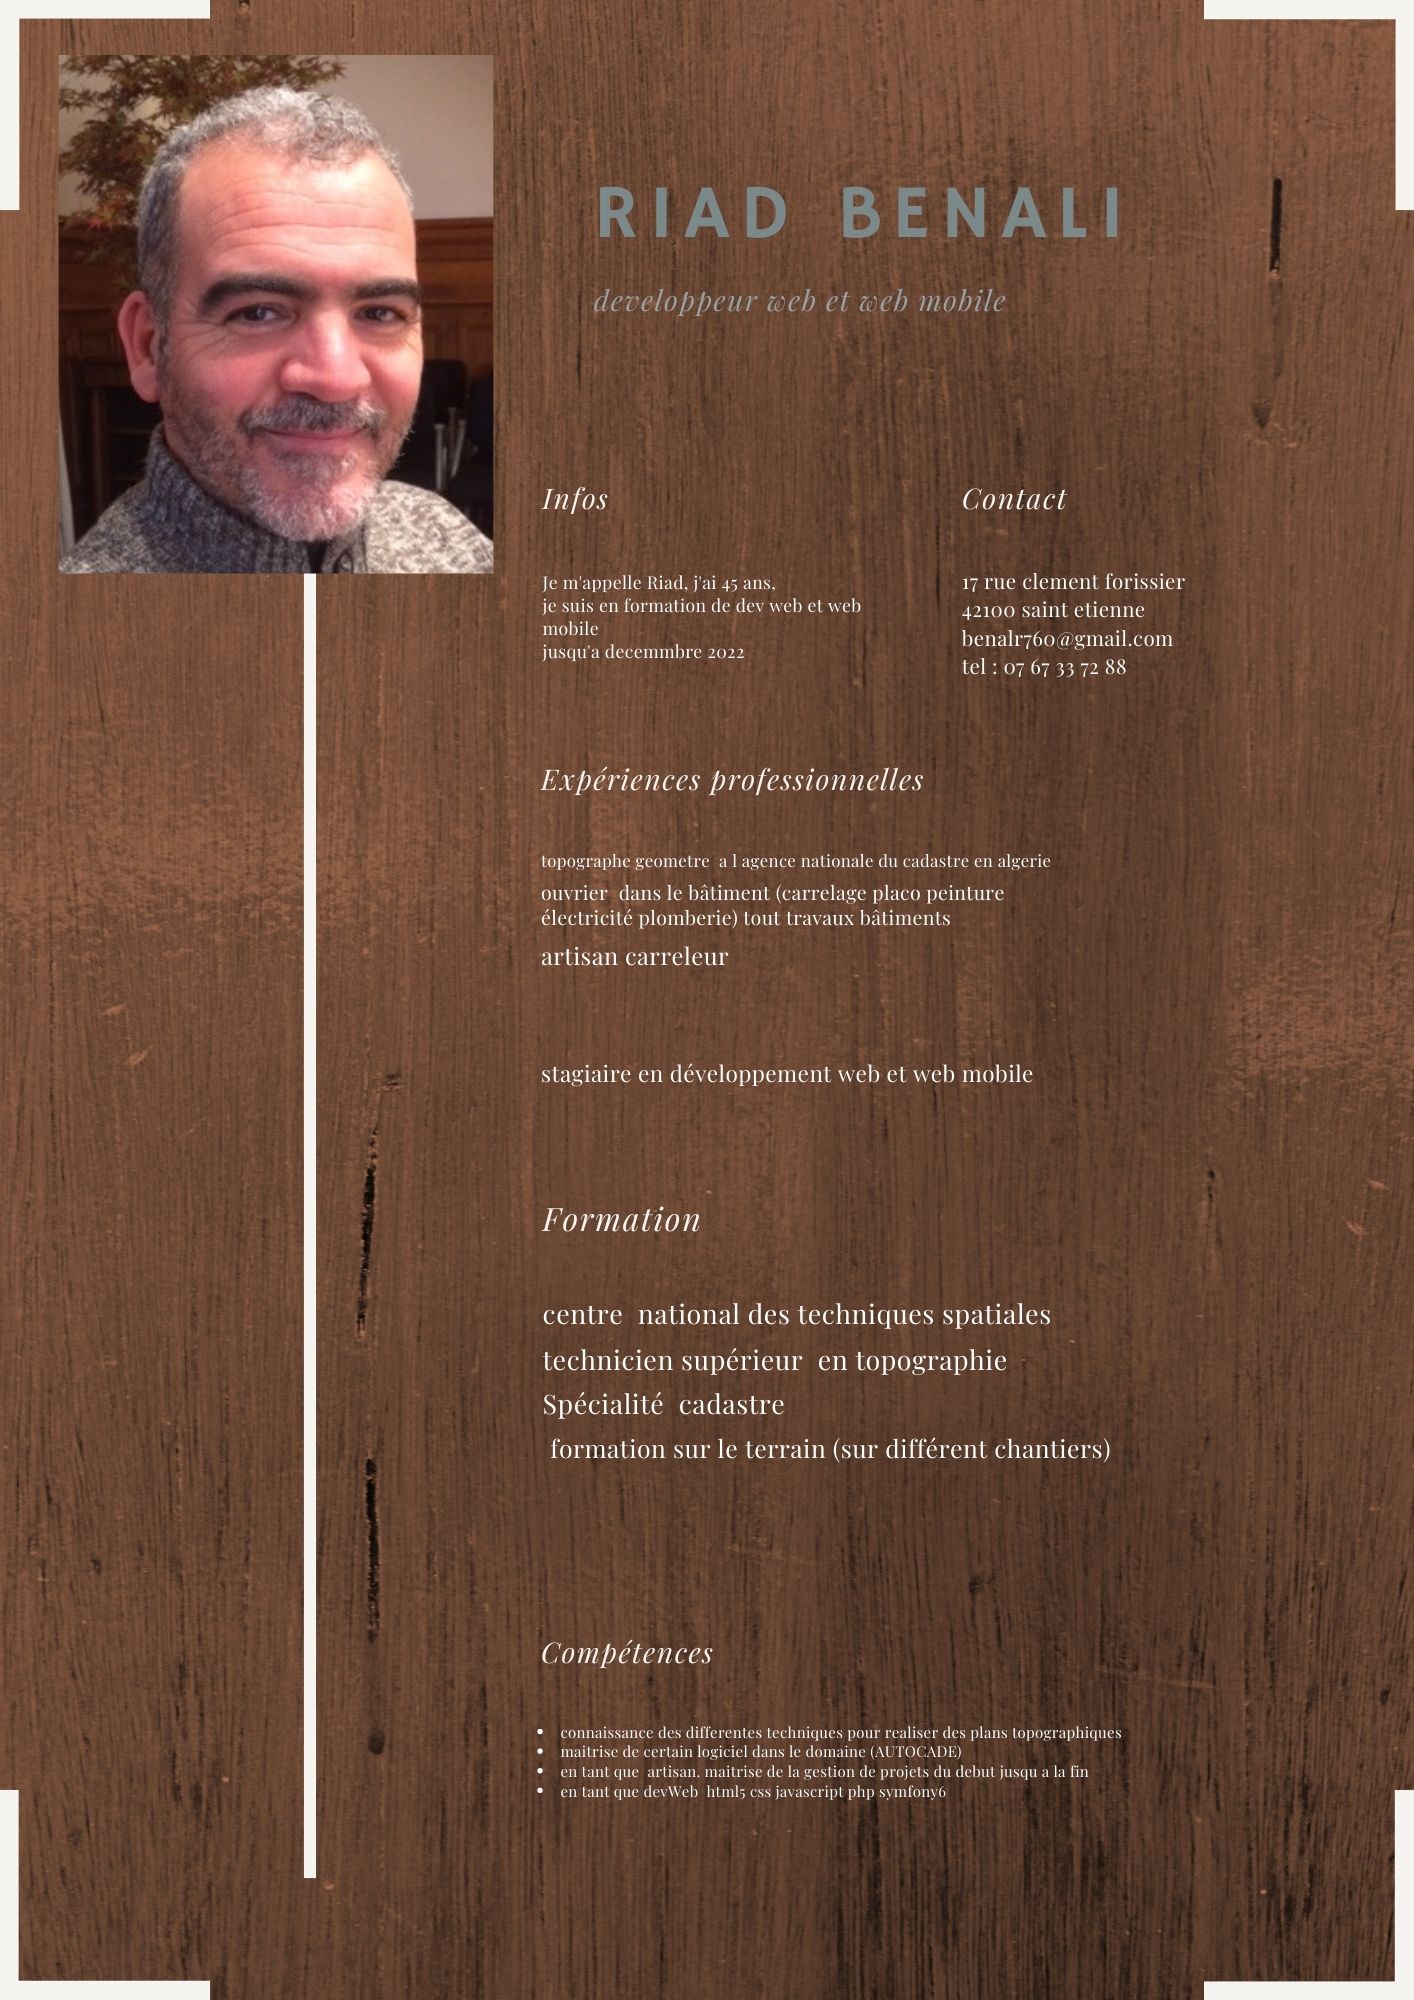 RIAD BENALI
developpeur web et web mobile
Infos
Je m'appelle Riad, j'ai 45 ans,
je suis en formation de dev web et web
mobile
jusqu'a decemmbre 2022
Contact
17 rue clement forissier
42100 saint etienne
benalr760@gmail.com
tel : 07 67 33 72 88
Expériences professionnelles
topographe geometre a l agence nationale du cadastre en algerie
ouvrier dans le bâtiment (carrelage placo peinture
électricité plomberie) tout travaux bâtiments
artisan carreleur
stagiaire en développement web et web mobile
Formation
centre national des techniques spatiales
technicien supérieur en topographie
Spécialité cadastre
formation sur le terrain (sur différent chantiers)
Compétences
• connaissance des differentes techniques pour realiser des plans topographiques
• maitrise de certain logiciel dans le domaine (AUTOCADE)
• en tant que artisan. maitrise de la gestion de projets du debut jusqu a la fin
• en tant que devWeb html5 css javascript php symfony6